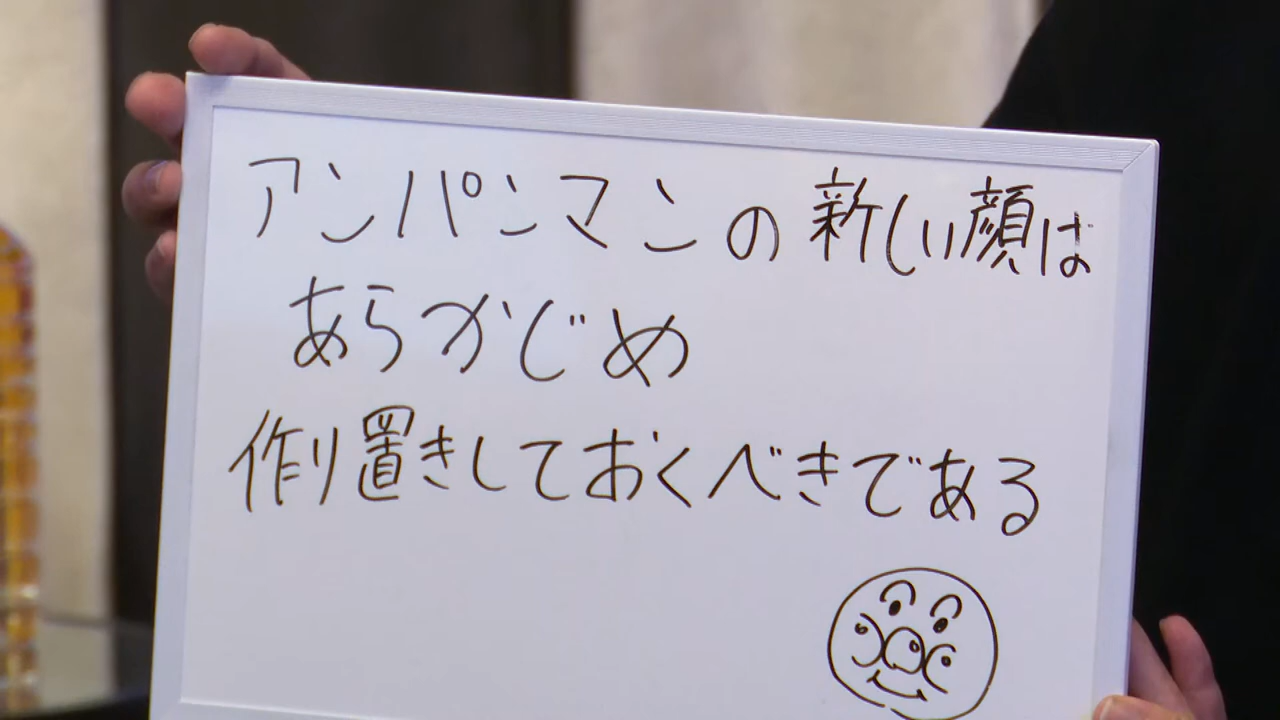 アンパンマンの新しい顔は
あらかじめ
作り置きしておくべきである